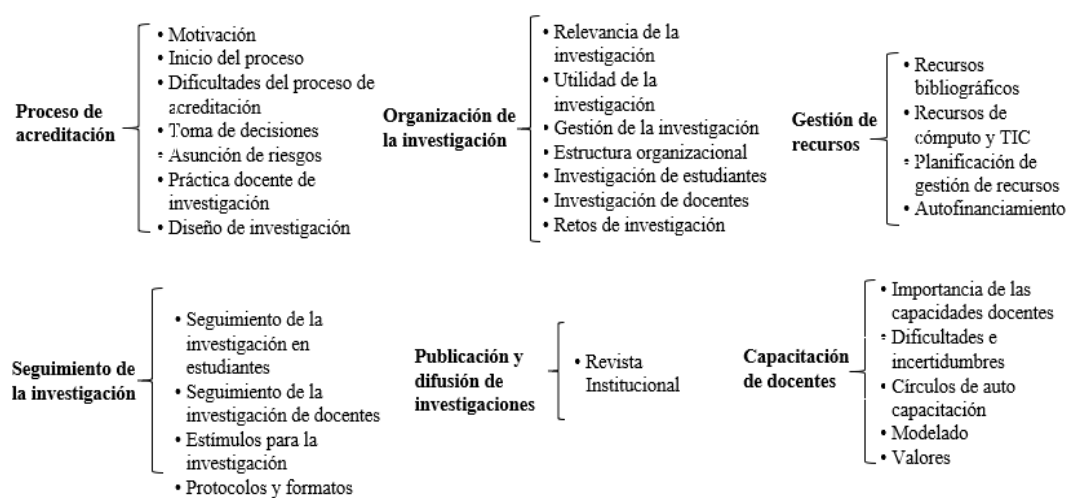 Proceso de
acreditación
• Motivación
• Inicio del proceso
• Dificultades del proceso de
acreditación
• Toma de decisiones
• Asunción de riesgos
• Práctica docente de
investigación
• Diseño de investigación
Organización de
la investigación
• Relevancia de la
investigación
• Utilidad de la
investigación
• Gestión de la investigación
• Estructura organizacional
• Investigación de estudiantes
• Investigación de docentes
• Retos de investigación
Gestión de
recursos
• Recursos
bibliográficos
• Recursos de
cómputo y TIC
• Planificación de
gestión de recursos
• Autofinanciamiento
Seguimiento de
la investigación
• Seguimiento de la
investigación en
estudiantes
• Seguimiento de la
investigación de docentes
• Estímulos para la
investigación
• Protocolos y formatos
Publicación y
difusión de
investigaciones
• Revista
Institucional
Capacitación
de docentes
• Importancia de las
capacidades docentes
• Dificultades e
incertidumbres
• Círculos de auto
capacitación
• Modelado
• Valores